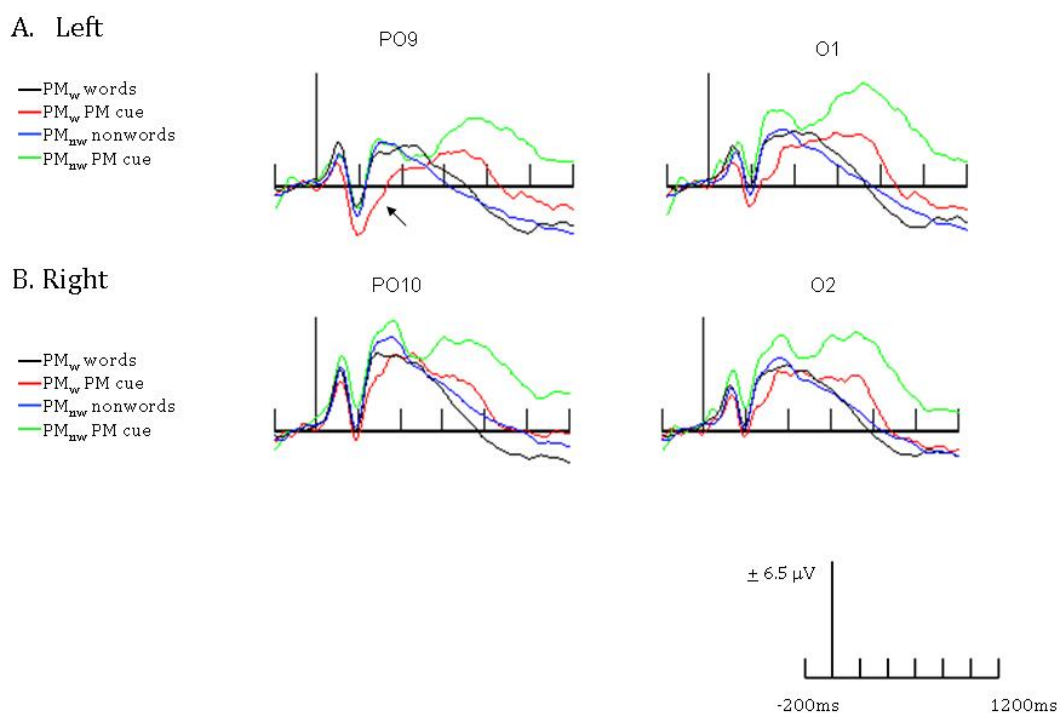 A. Left
PO9
O1
PMw words
PMw PM cue
PMnw nonwords
PMnw PM cue
B. Right
PO10
O2
PMw words
PMw PM cue
PMnw nonwords
PMnw PM cue
± 6.5 µV
-200ms
1200ms